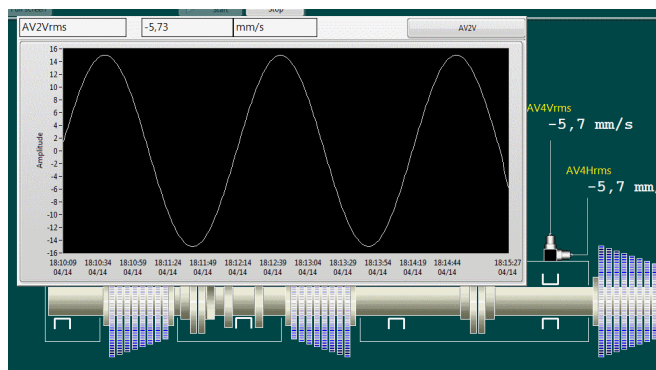 Full screen Start Stop
AV2Vrms -5,73 mm/s AV2V
16
14
12
10
8
6
4
2
0
-2
-4
-6
-8
-10
-12
-14
-16
Amplitude
18:10:09 18:10:34 18:10:59 18:11:24 18:11:49 18:12:14 18:12:39 18:13:04 18:13:29 18:13:54 18:14:19 18:14:44 18:15:27
04/14 04/14 04/14 04/14 04/14 04/14 04/14 04/14 04/14 04/14 04/14 04/14 04/14
AV4Vrms
-5,7 mm/s
AV4Hrms
-5,7 mm/